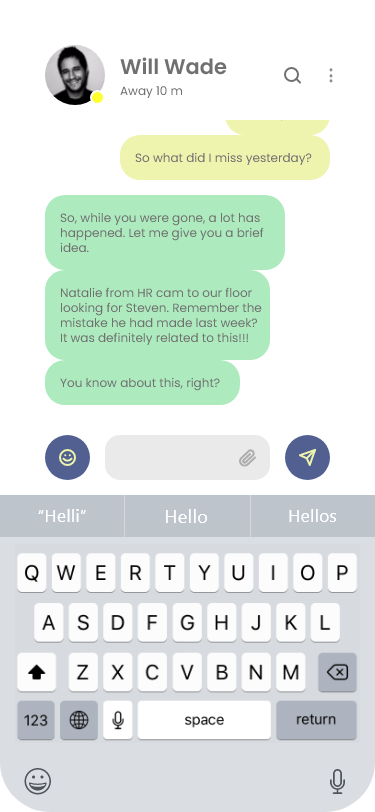 Will Wade
Away 10 m
So what did I miss yesterday?
So, while you were gone, a lot has
happened. Let me give you a brief
idea.
Natalie from HR cam to our floor
looking for Steven. Remember the
mistake he had made last week?
It was definitely related to this!!!
You know about this, right?
“Helli” Hello Hellos
Q W E R T Y U I O P
A S D F G H J K L
Z X C V B N M
123 space return